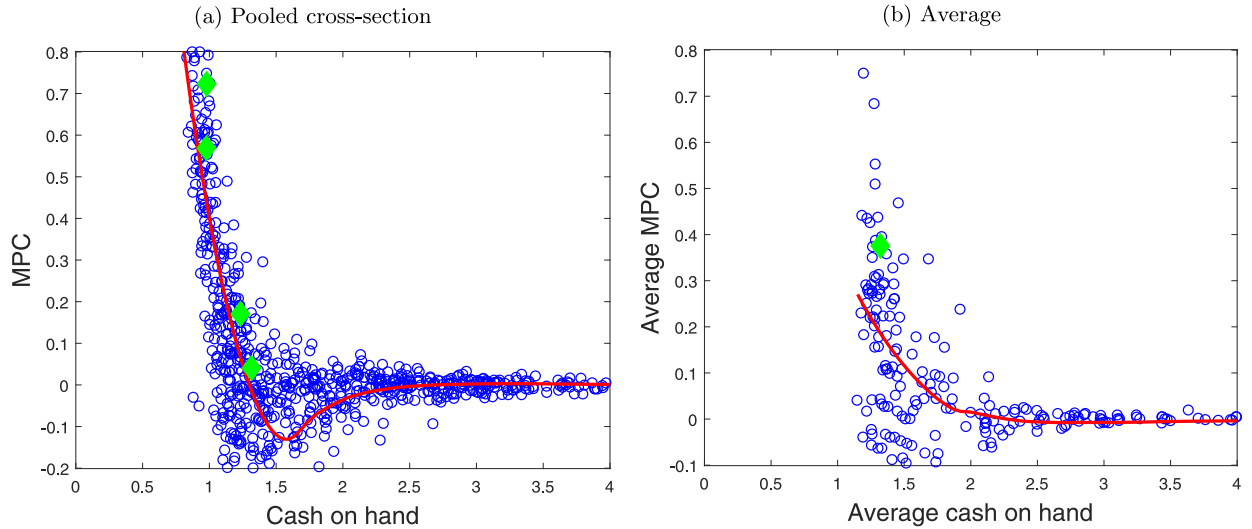 (a) Pooled cross-section
0.8
0.7
0.6
0.5
0.4
0.3
0.2
0.1
0
-0.1
-0.2
MPC
0 0.5 1 1.5 2 2.5 3 3.5 4
Cash on hand
(b) Average
0.8
0.7
0.6
0.5
0.4
0.3
0.2
0.1
0
-0.1
Average MPC
0 0.5 1 1.5 2 2.5 3 3.5 4
Average cash on hand